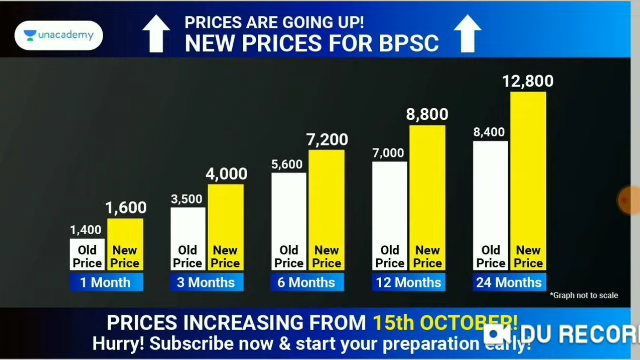 unacademy
PRICES ARE GOING UP!
NEW PRICES FOR BPSC
1,400
1,600
3,500
4,000
5,600
7,200
7,000
8,800
8,400
12,800
Old Price
New Price
Old Price
New Price
Old Price
New Price
Old Price
New Price
Old Price
New Price
1 Month
3 Months
6 Months
12 Months
24 Months
*Graph not to scale
PRICES INCREASING FROM 15th OCTOBER!
Hurry! Subscribe now & start your preparation early!
DU RECOR